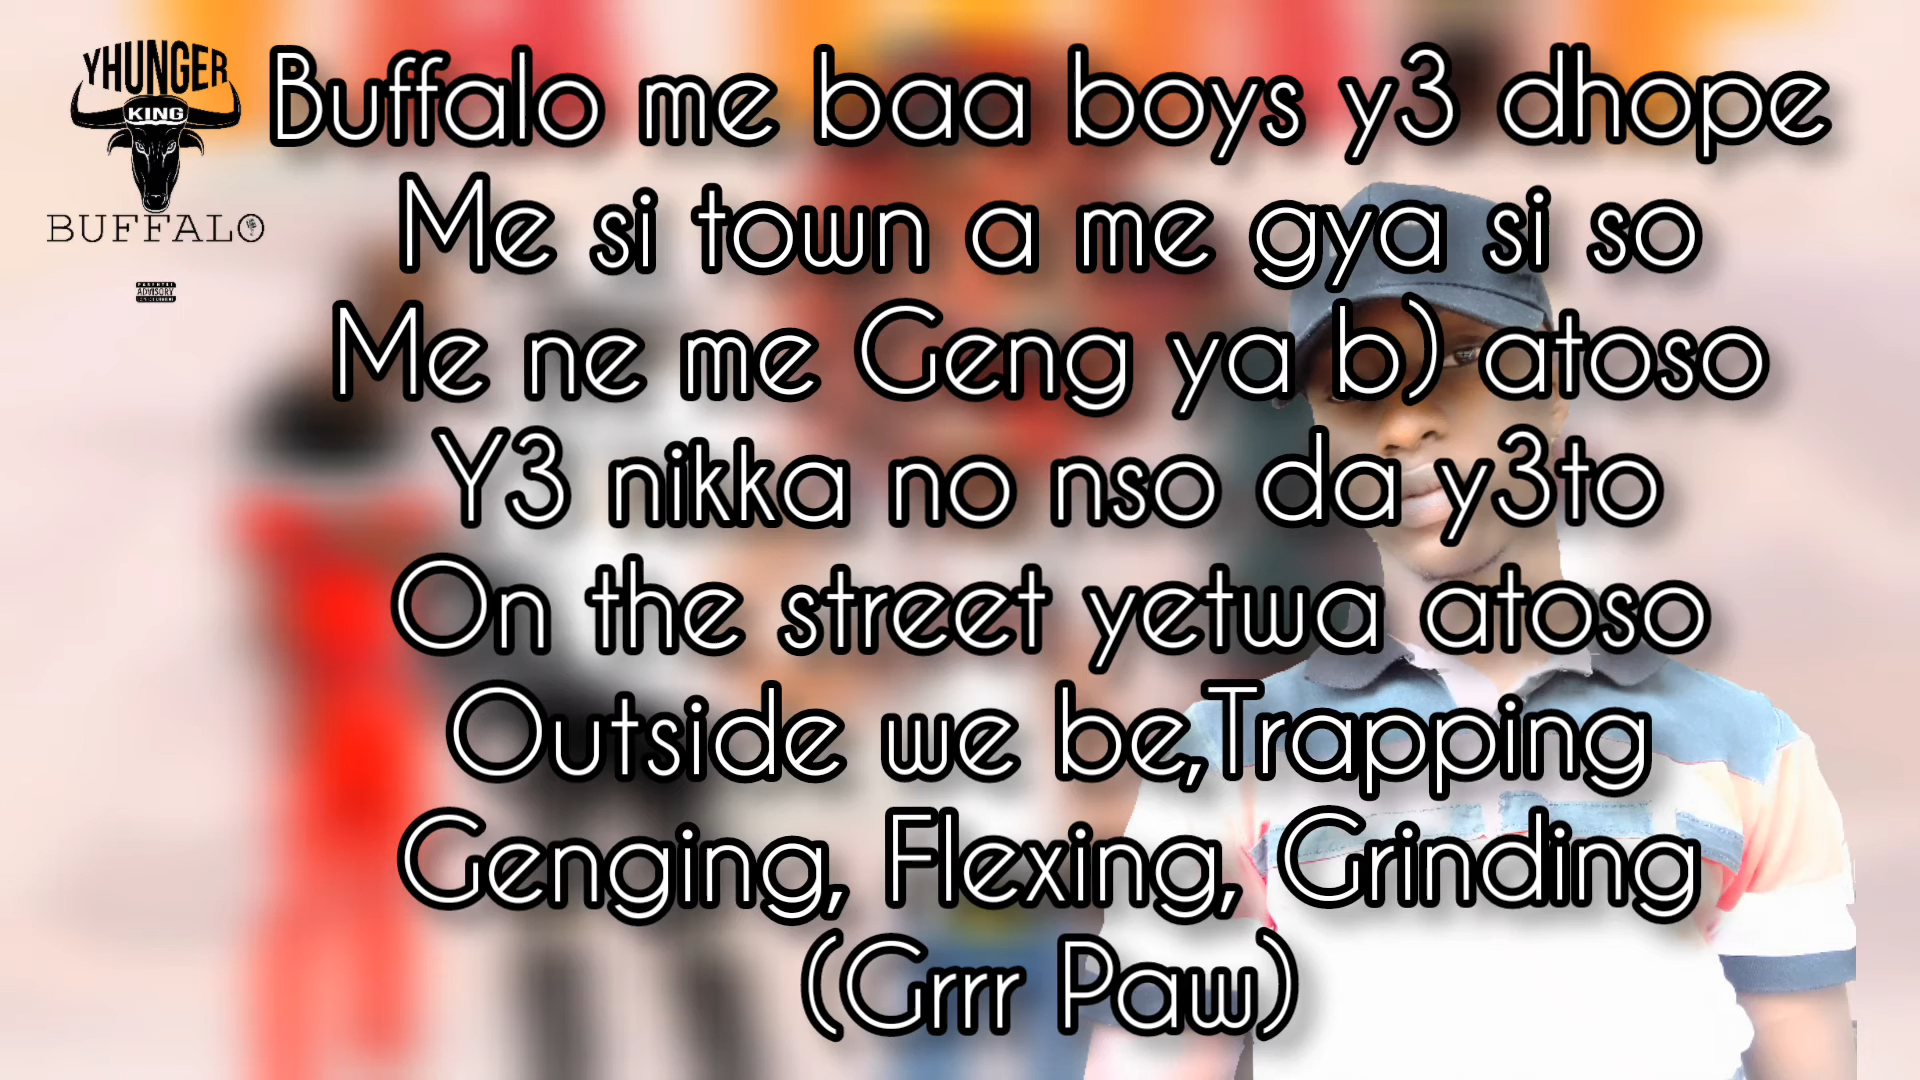 YHUNGER
KING
BUFFALO
PARENTAL
ADVISORY
Buffalo me baa boys y3 dhope
Me si town a me gya si so
Me ne me Geng ya b) atoso
Y3 nikka no nso da y3to
On the street yetwa atoso
Outside we be,Trapping
Genging, Flexing, Grinding
(Grrr Paw)